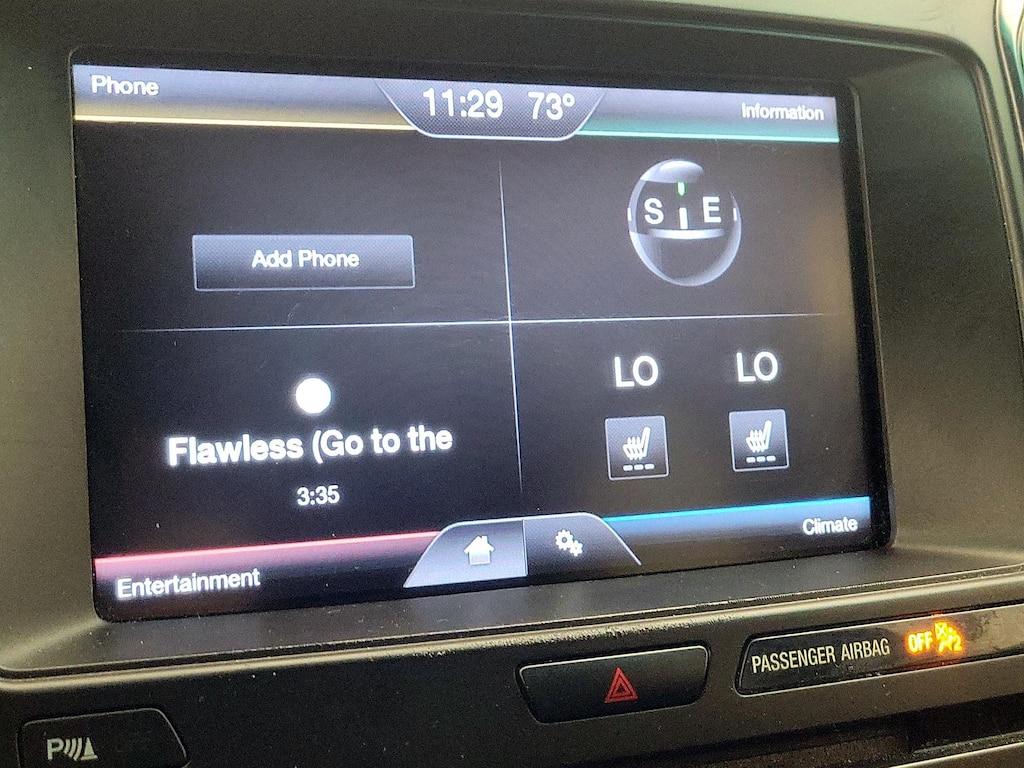 Phone
11:29 73°
Information
S E
Add Phone
LO LO
Flawless (Go to the
3:35
Climate
Entertainment
PASSENGER AIRBAG OFF 2
P